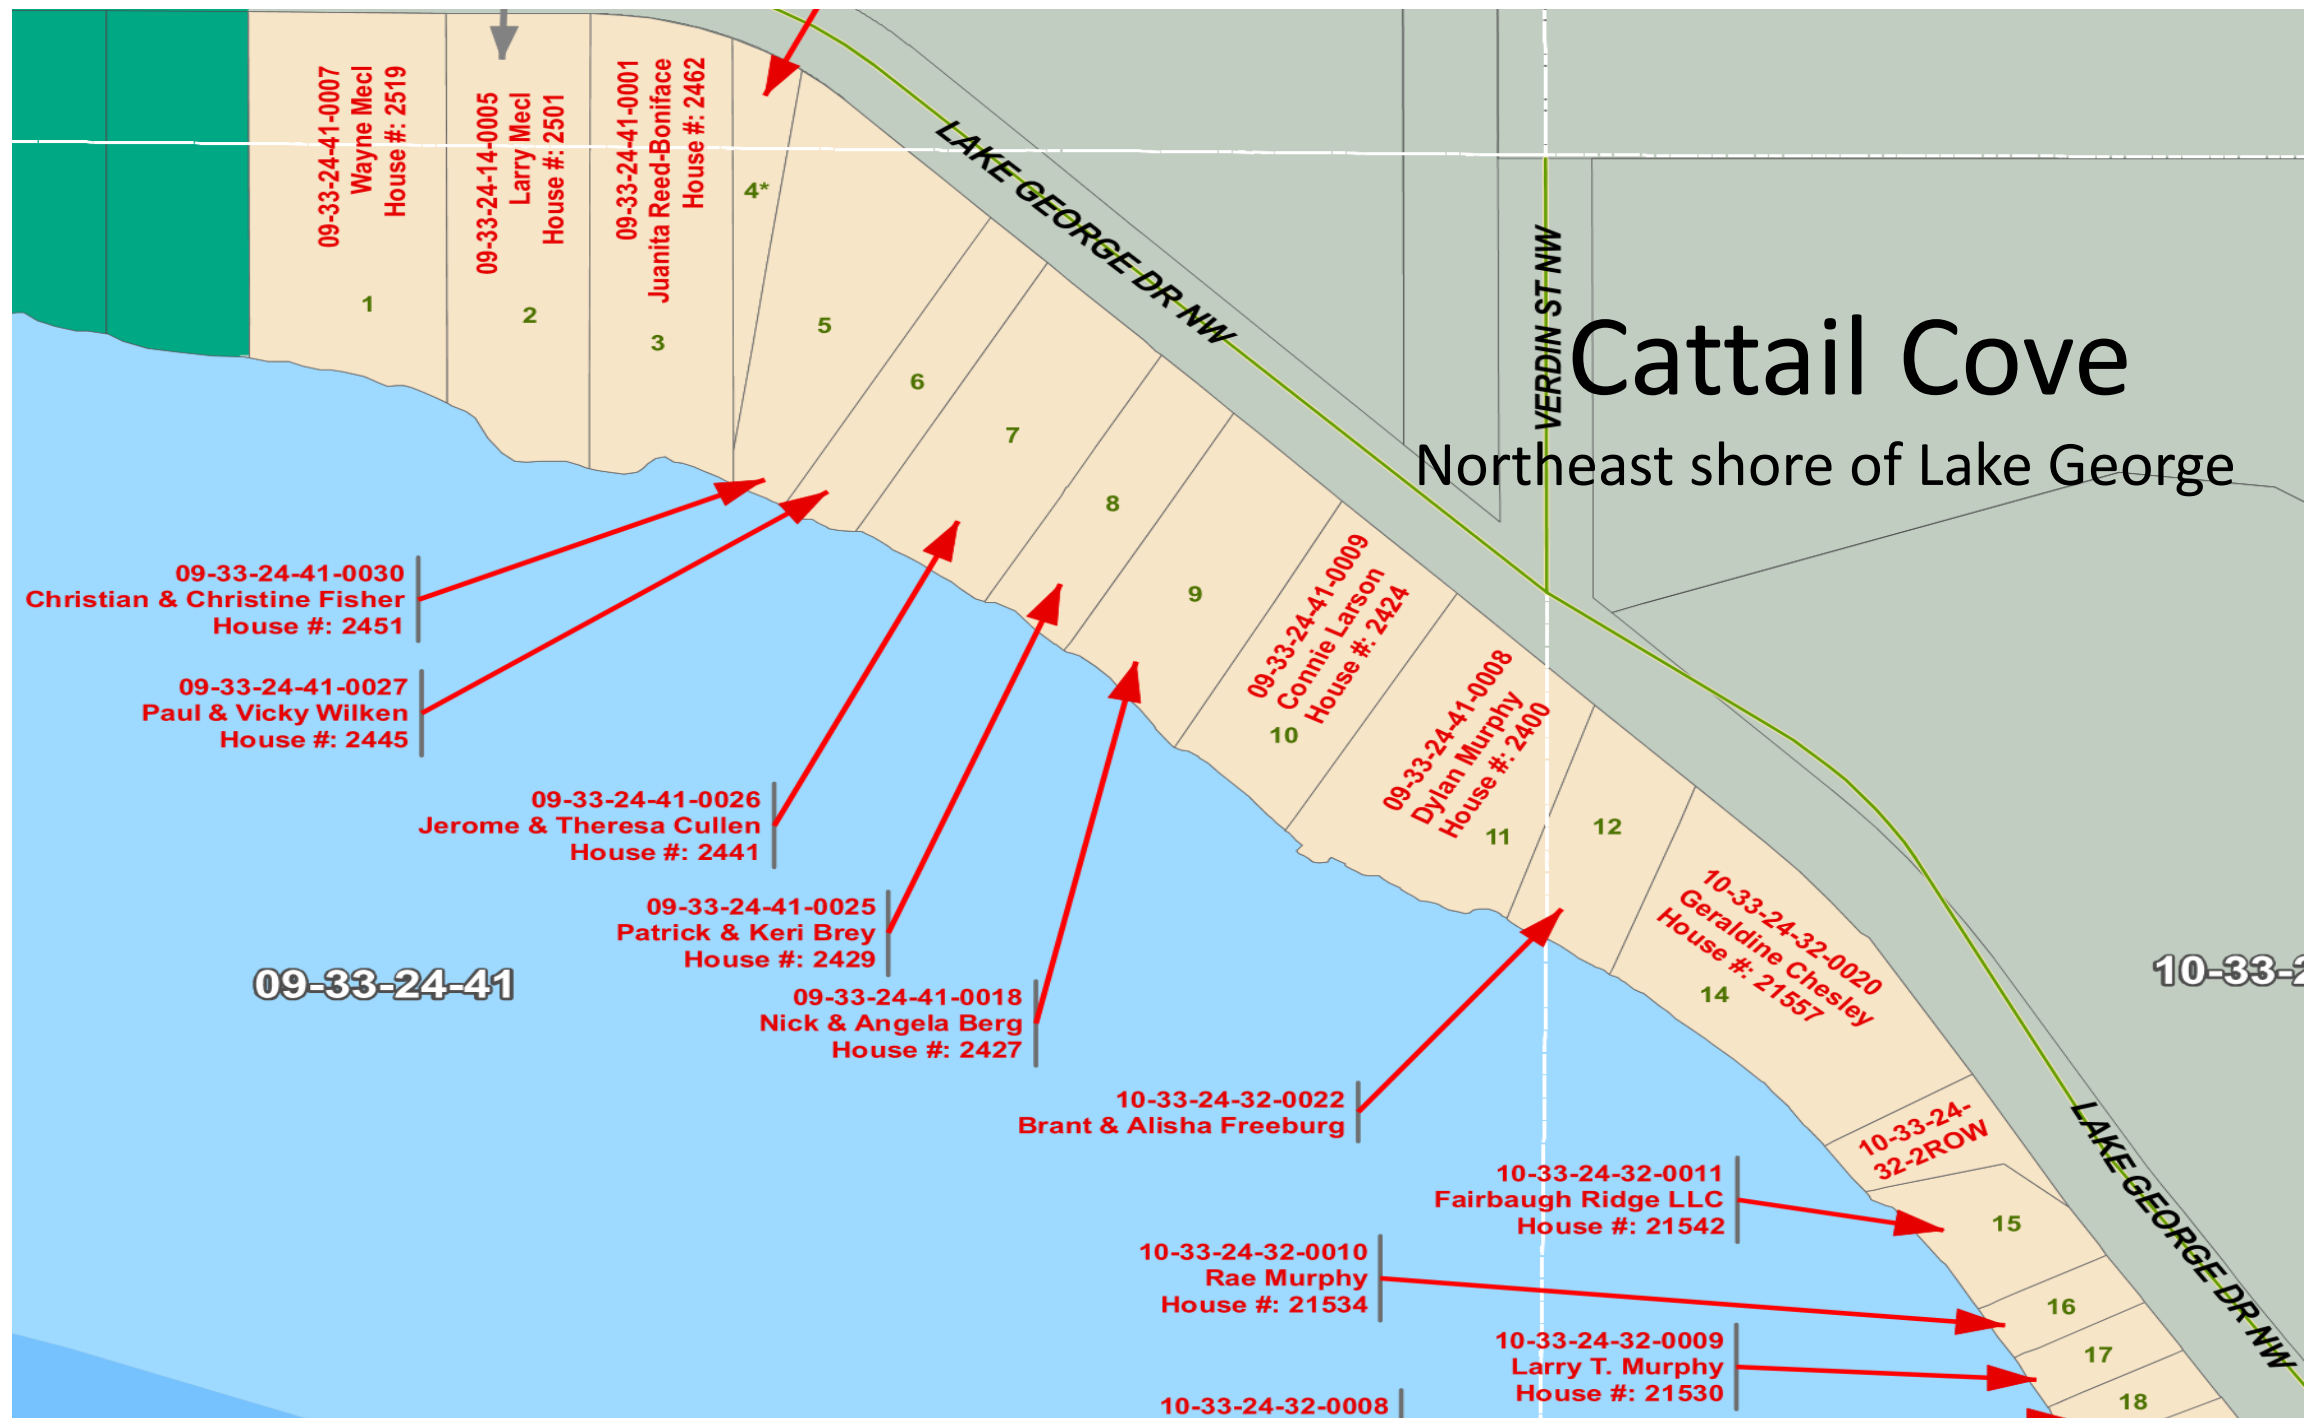 09-33-24-41-0007
Wayne Mecl
House #: 2519
09-33-24-14-0005
Larry Mecl
House #: 2501
09-33-24-41-0001
Juanita Reed-Boniface
House #: 2462
4*
1
2
3
5
6
7
8
9
LAKE GEORGE DR NW
VERDIN ST NW
Cattail Cove
Northeast shore of Lake George
09-33-24-41-0030
Christian & Christine Fisher
House #: 2451
09-33-24-41-0027
Paul & Vicky Wilken
House #: 2445
09-33-24-41-0026
Jerome & Theresa Cullen
House #: 2441
09-33-24-41-0025
Patrick & Keri Brey
House #: 2429
09-33-24-41-0018
Nick & Angela Berg
House #: 2427
09-33-24-41-0009
Connie Larson
House #: 2424
10
09-33-24-41-0008
Dylan Murphy
House #: 2400
11
12
10-33-24-32-0020
Geraldine Chesley
House #: 21557
14
09-33-24-41
10-33-2
10-33-24-32-0022
Brant & Alisha Freeburg
10-33-24-
32-2ROW
LAKE GEORGE DR NW
10-33-24-32-0011
Fairbaugh Ridge LLC
House #: 21542
15
10-33-24-32-0010
Rae Murphy
House #: 21534
16
10-33-24-32-0009
Larry T. Murphy
House #: 21530
17
18
10-33-24-32-0008